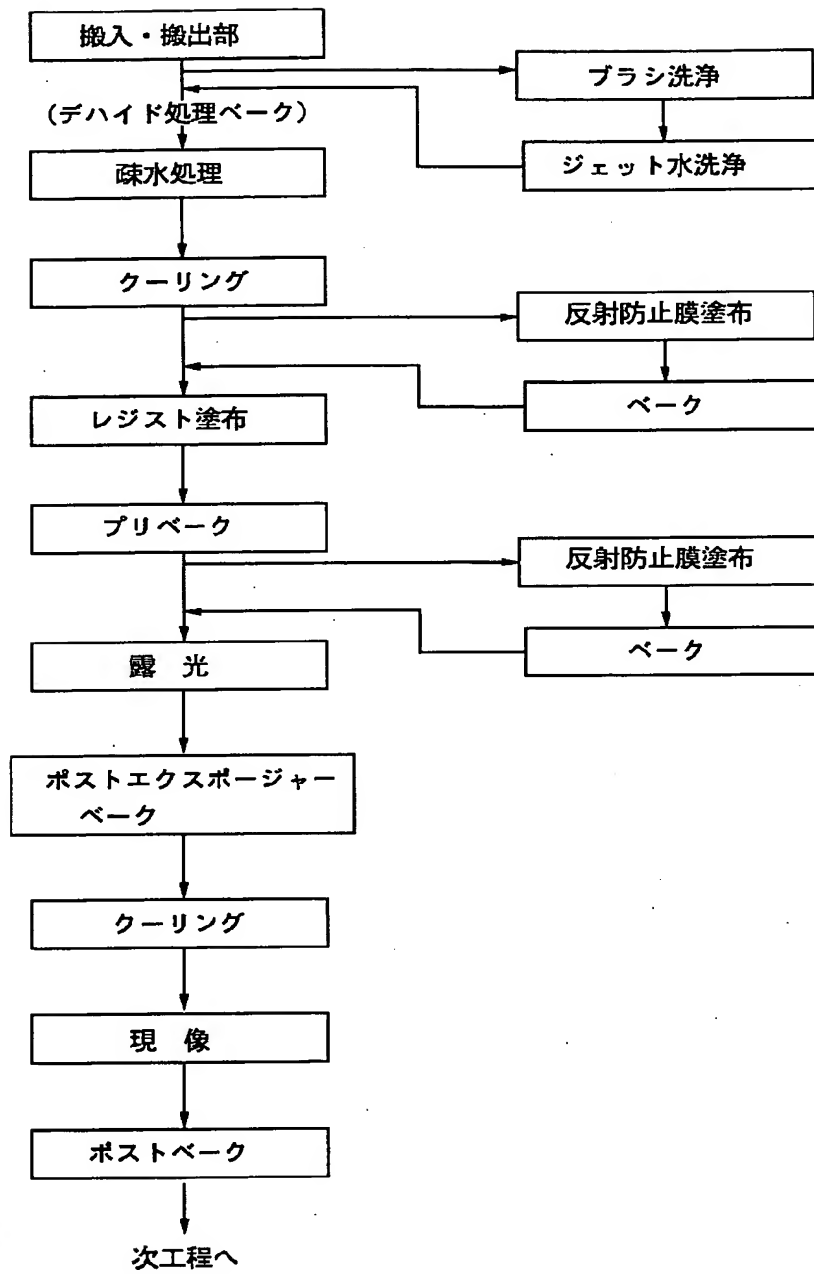 搬入・搬出部
ブラシ洗浄
(デハイド処理ベーク)
ジェット水洗浄
疎水処理
クーリング
反射防止膜塗布
ベーク
レジスト塗布
プリベーク
反射防止膜塗布
ベーク
露 光
ポストエクスポージャー
ベーク
クーリング
現 像
ポストベーク
次工程へ